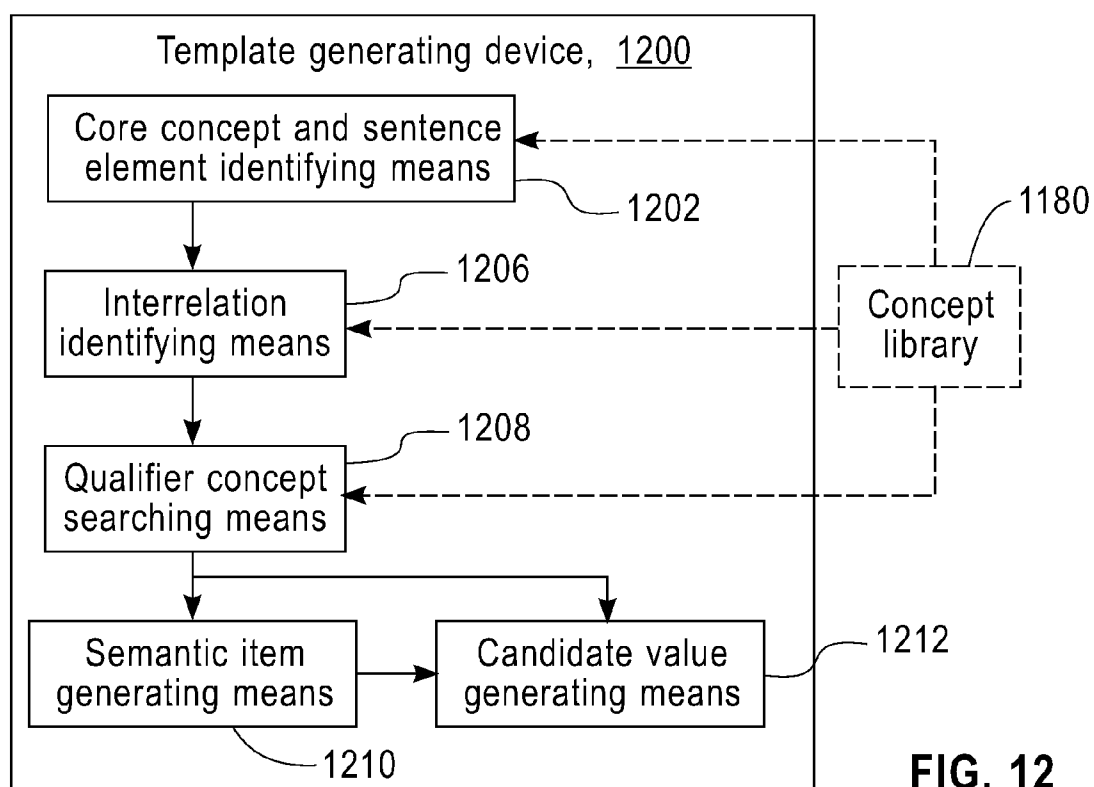 Template generating device, 1200
Core concept and sentence
element identifying means
1202
1180
1206
Interrelation
identifying means
Concept
library
1208
Qualifier concept
searching means
Semantic item
generating means
Candidate value
generating means
1212
1210
FIG. 12